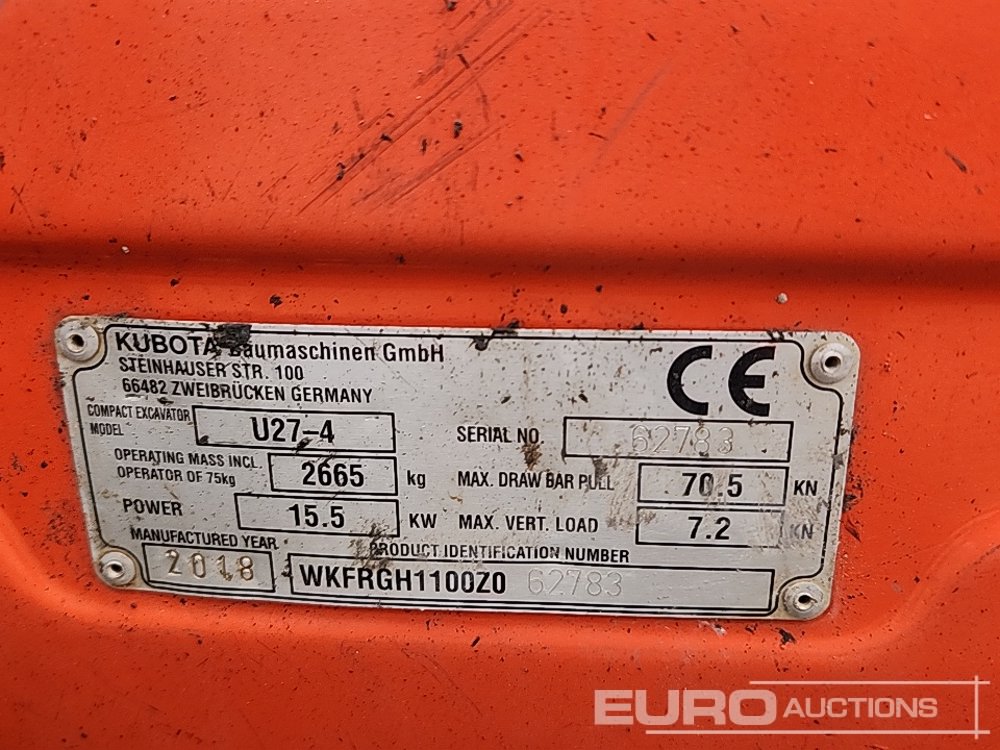 KUBOTA Baumaschinen GmbH
STEINHAUSER STR. 100
66482 ZWEIBRÜCKEN GERMANY
CE
COMPACT EXCAVATOR MODEL U27-4
SERIAL NO. 62783
OPERATING MASS INCL. OPERATOR OF 75kg 2665 kg
MAX. DRAW BAR PULL 70.5 KN
POWER 15.5 KW
MAX. VERT. LOAD 7.2 KN
MANUFACTURED YEAR 2018
PRODUCT IDENTIFICATION NUMBER
WKFRGH1100Z0 62783
EURO AUCTIONS